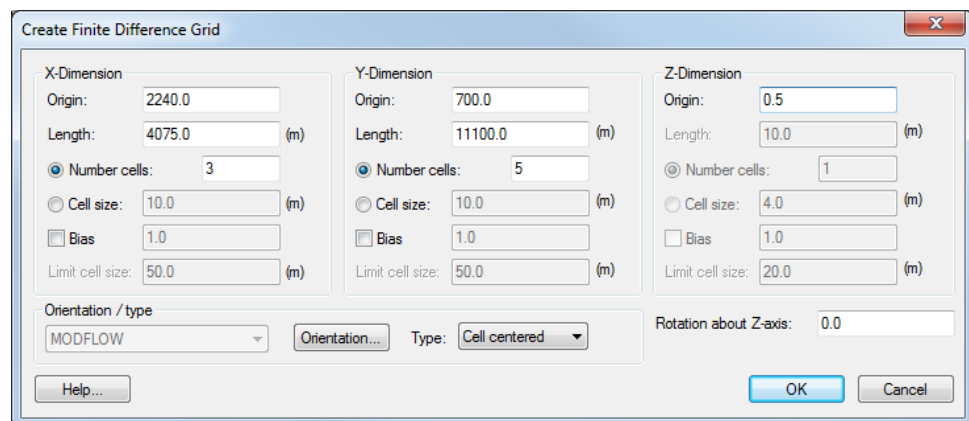 Create Finite Difference Grid
X-Dimension
Origin: 2240.0
Length: 4075.0 (m)
Number cells: 3
Cell size: 10.0 (m)
Bias 1.0
Limit cell size: 50.0 (m)
Y-Dimension
Origin: 700.0
Length: 11100.0 (m)
Number cells: 5
Cell size: 10.0 (m)
Bias 1.0
Limit cell size: 50.0 (m)
Z-Dimension
Origin: 0.5
Length: 10.0 (m)
Number cells: 1
Cell size: 4.0 (m)
Bias 1.0
Limit cell size: 20.0 (m)
Orientation / type
MODFLOW Orientation... Type: Cell centered
Rotation about Z-axis: 0.0
Help... OK Cancel